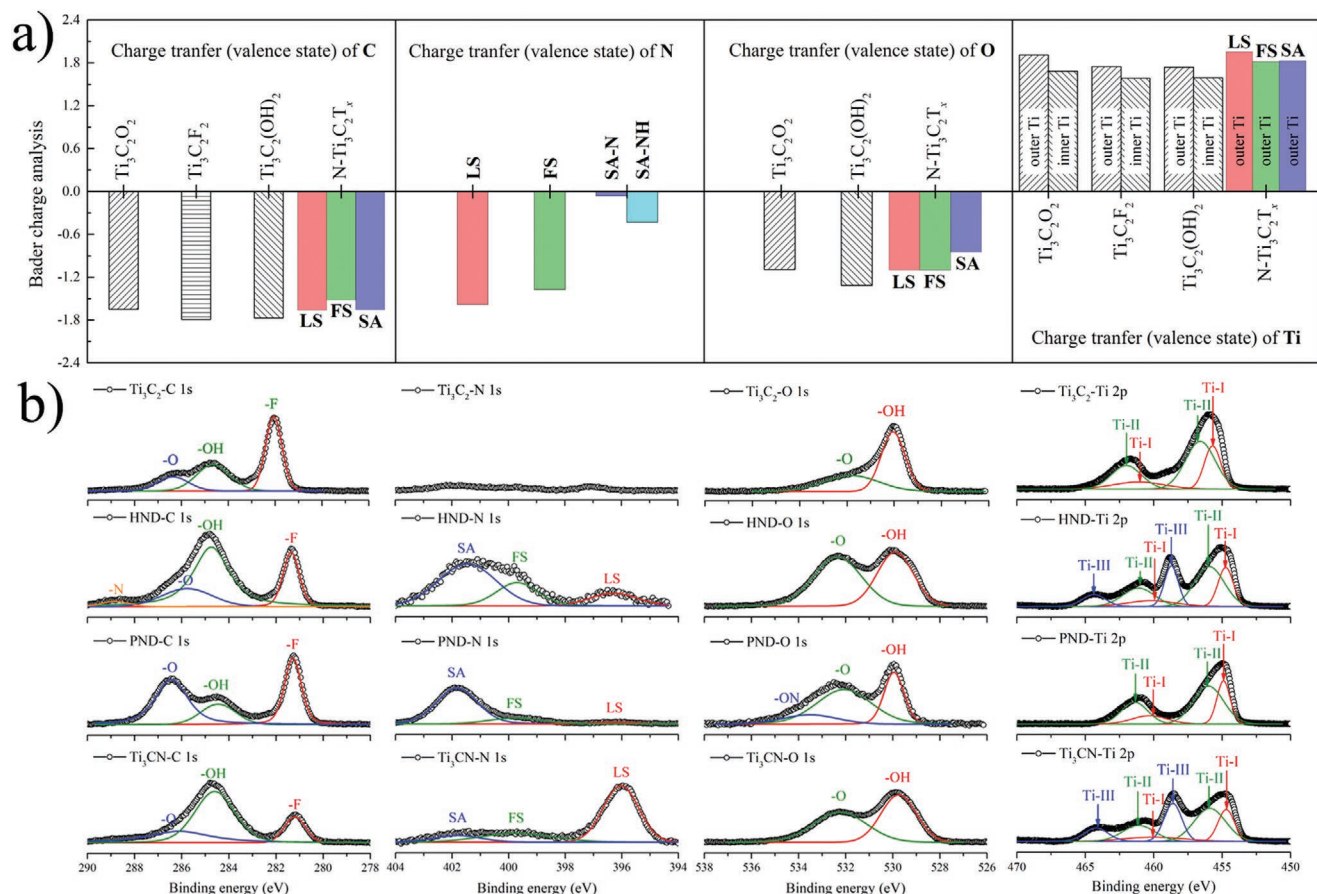 a)
Bader charge analysis
2.4
1.8
1.2
0.6
0.0
-0.6
-1.2
-1.8
-2.4
Charge tranfer (valence state) of C
Ti3C2O2
Ti3C2F2
Ti3C2(OH)2
N-Ti3C2Tx
LS
FS
SA
Charge tranfer (valence state) of N
LS
FS
SA-N
SA-NH
Charge tranfer (valence state) of O
Ti3C2O2
Ti3C2(OH)2
N-Ti3C2Tx
LS
FS
SA
LS
FS
SA
outer Ti
inner Ti
outer Ti
inner Ti
outer Ti
inner Ti
outer Ti
outer Ti
outer Ti
Ti3C2O2
Ti3C2F2
Ti3C2(OH)2
N-Ti3C2Tx
Charge tranfer (valence state) of Ti
b)
Ti3C2-C 1s
-O
-OH
-F
Ti3C2-N 1s
Ti3C2-O 1s
-O
-OH
Ti3C2-Ti 2p
Ti-II
Ti-I
Ti-II
Ti-I
HND-C 1s
-N
-O
-OH
-F
HND-N 1s
SA
FS
LS
HND-O 1s
-O
-OH
HND-Ti 2p
Ti-III
Ti-II
Ti-I
Ti-III
Ti-II
Ti-I
PND-C 1s
-O
-OH
-F
PND-N 1s
SA
FS
LS
PND-O 1s
-ON
-O
-OH
PND-Ti 2p
Ti-II
Ti-I
Ti-II
Ti-I
Ti3CN-C 1s
-O
-OH
-F
Ti3CN-N 1s
SA
FS
LS
Ti3CN-O 1s
-O
-OH
Ti3CN-Ti 2p
Ti-III
Ti-II
Ti-I
Ti-III
Ti-II
Ti-I
290 288 286 284 282 280 278
404 402 400 398 396 394
538 536 534 532 530 528 526
470 465 460 455 450
Binding energy (eV)
Binding energy (eV)
Binding energy (eV)
Binding energy (eV)